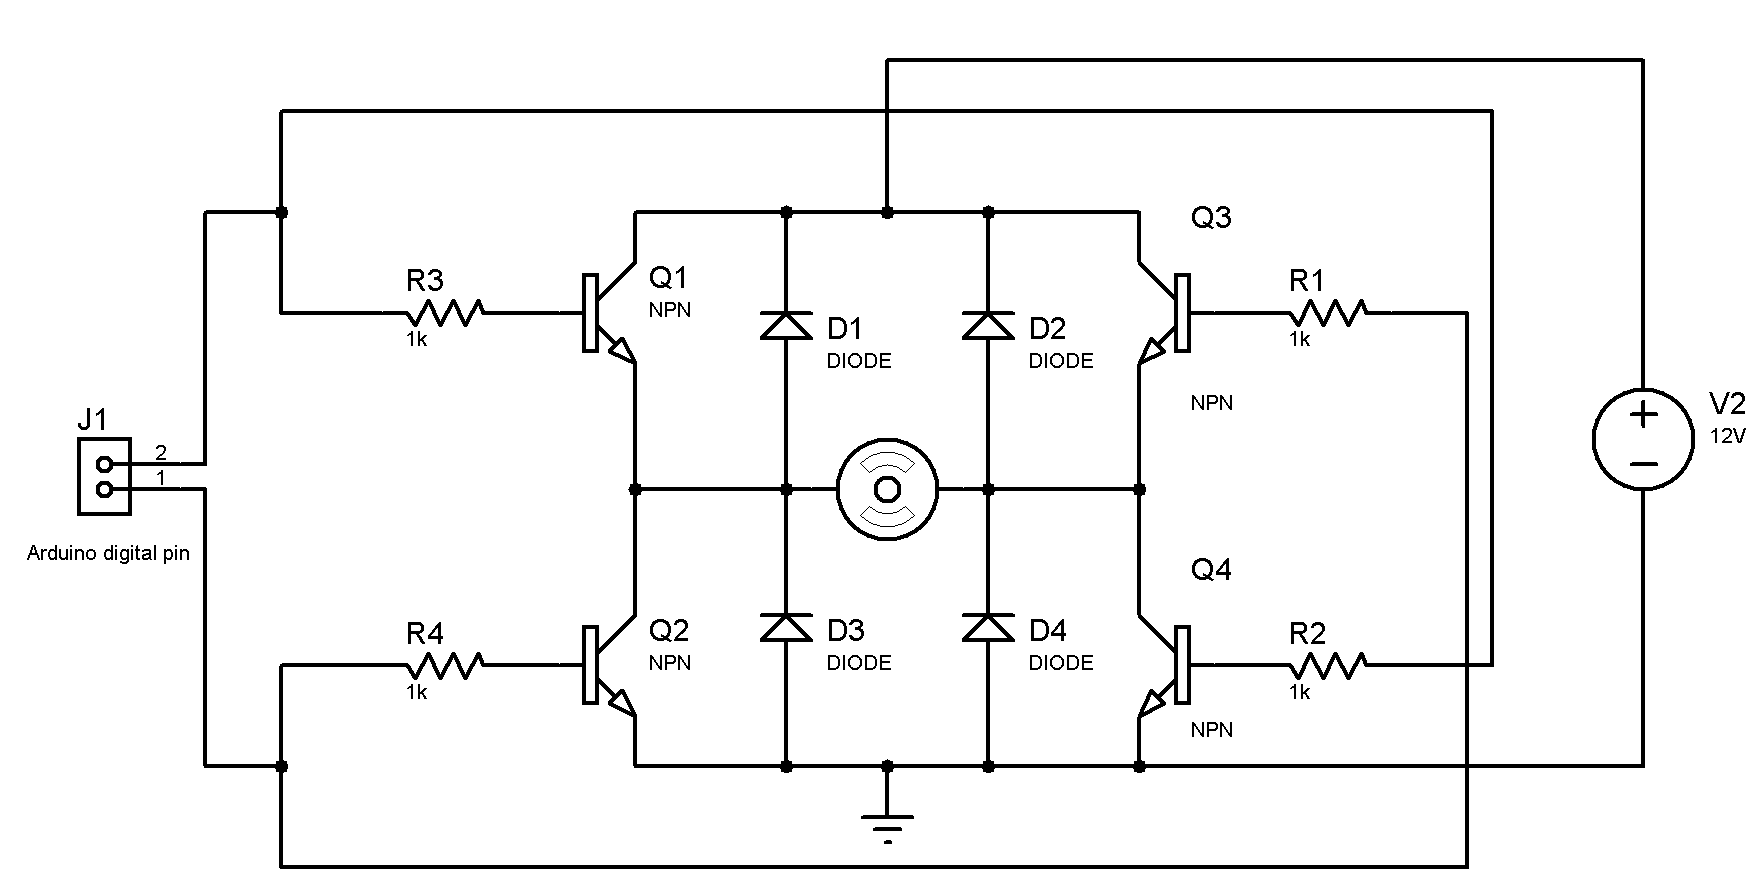 Q3
R3
1k
Q1
NPN
D1
DIODE
D2
DIODE
R1
1k
NPN
V2
12V
+
−
J1
2
1
Arduino digital pin
Q4
R4
1k
Q2
NPN
D3
DIODE
D4
DIODE
R2
1k
NPN